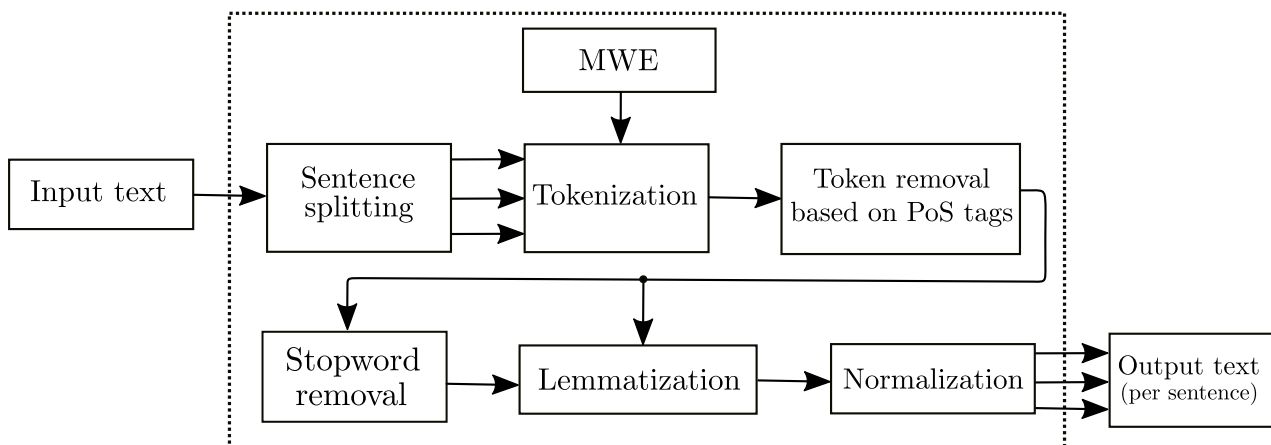 MWE
Input text
Sentence
splitting
Tokenization
Token removal
based on PoS tags
Stopword
removal
Lemmatization
Normalization
Output text
(per sentence)